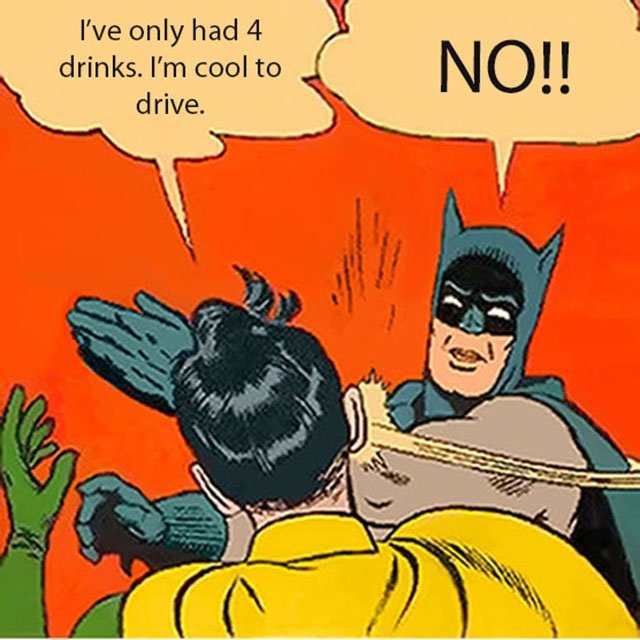 I've only had 4
drinks. I'm cool to
drive.
NO!!